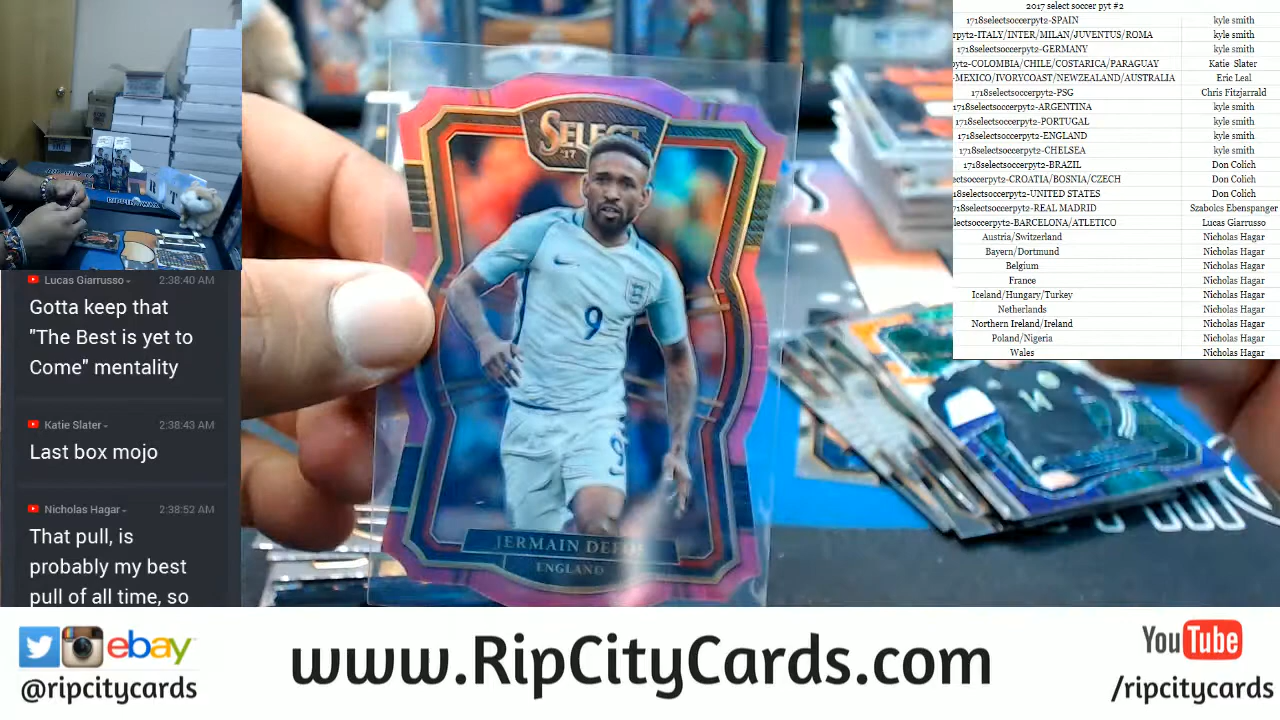 Lucas Giarrusso
2:38:40 AM
Gotta keep that
"The Best is yet to
Come" mentality
Katie Slater
2:38:43 AM
Last box mojo
Nicholas Hagar
2:38:52 AM
That pull, is
probably my best
pull of all time, so
SELECT
'17
9
9
JERMAIN
ENGLAND
14
2017 select soccer pyt #2
1718selectsoccerpyt2-SPAIN kyle smith
pyt2-ITALY/INTER/MILAN/JUVENTUS/ROMA kyle smith
1718selectsoccerpyt2-GERMANY kyle smith
pyt2-COLOMBIA/CHILE/COSTARICA/PARAGUAY Katie Slater
-MEXICO/IVORYCOAST/NEWZEALAND/AUSTRALIA Eric Leal
1718selectsoccerpyt2-PSG Chris Fitzjarrald
1718selectsoccerpyt2-ARGENTINA kyle smith
1718selectsoccerpyt2-PORTUGAL kyle smith
1718selectsoccerpyt2-ENGLAND kyle smith
1718selectsoccerpyt2-CHELSEA kyle smith
1718selectsoccerpyt2-BRAZIL Don Colich
ectsoccerpyt2-CROATIA/BOSNIA/CZECH Don Colich
18selectsoccerpyt2-UNITED STATES Don Colich
718selectsoccerpyt2-REAL MADRID Szabolcs Ebenspanger
ectsoccerpyt2-BARCELONA/ATLETICO Lucas Giarrusso
Austria/Switzerland Nicholas Hagar
Bayern/Dortmund Nicholas Hagar
Belgium Nicholas Hagar
France Nicholas Hagar
Iceland/Hungary/Turkey Nicholas Hagar
Netherlands Nicholas Hagar
Northern Ireland/Ireland Nicholas Hagar
Poland/Nigeria Nicholas Hagar
Wales Nicholas Hagar
ebay
@ripcitycards
www.RipCityCards.com
YouTube
/ripcitycards